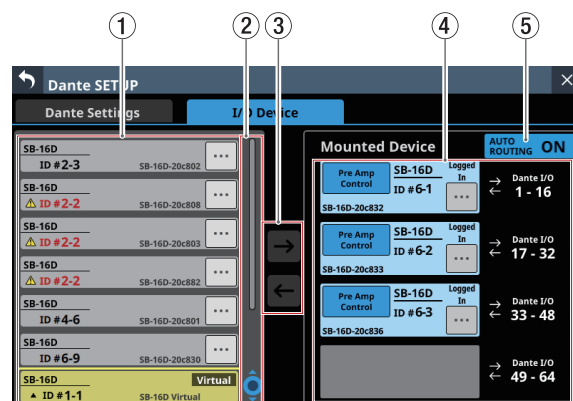 1 2 3 4 5
Dante SETUP
Dante Settings I/O Device
SB-16D
ID #2-3 SB-16D-20c802 ...
SB-16D
ID #2-2 SB-16D-20c808 ...
SB-16D
ID #2-2 SB-16D-20c803 ...
SB-16D
ID #2-2 SB-16D-20c882 ...
SB-16D
ID #4-6 SB-16D-20c801 ...
SB-16D
ID #6-9 SB-16D-20c830 ...
SB-16D Virtual
ID #1-1 SB-16D Virtual
Mounted Device AUTO ROUTING ON
Pre Amp Control SB-16D Logged In
ID #6-1 ...
SB-16D-20c832
Dante I/O
1 - 16
Pre Amp Control SB-16D Logged In
ID #6-2 ...
SB-16D-20c833
Dante I/O
17 - 32
Pre Amp Control SB-16D Logged In
ID #6-3 ...
SB-16D-20c836
Dante I/O
33 - 48
Dante I/O
49 - 64